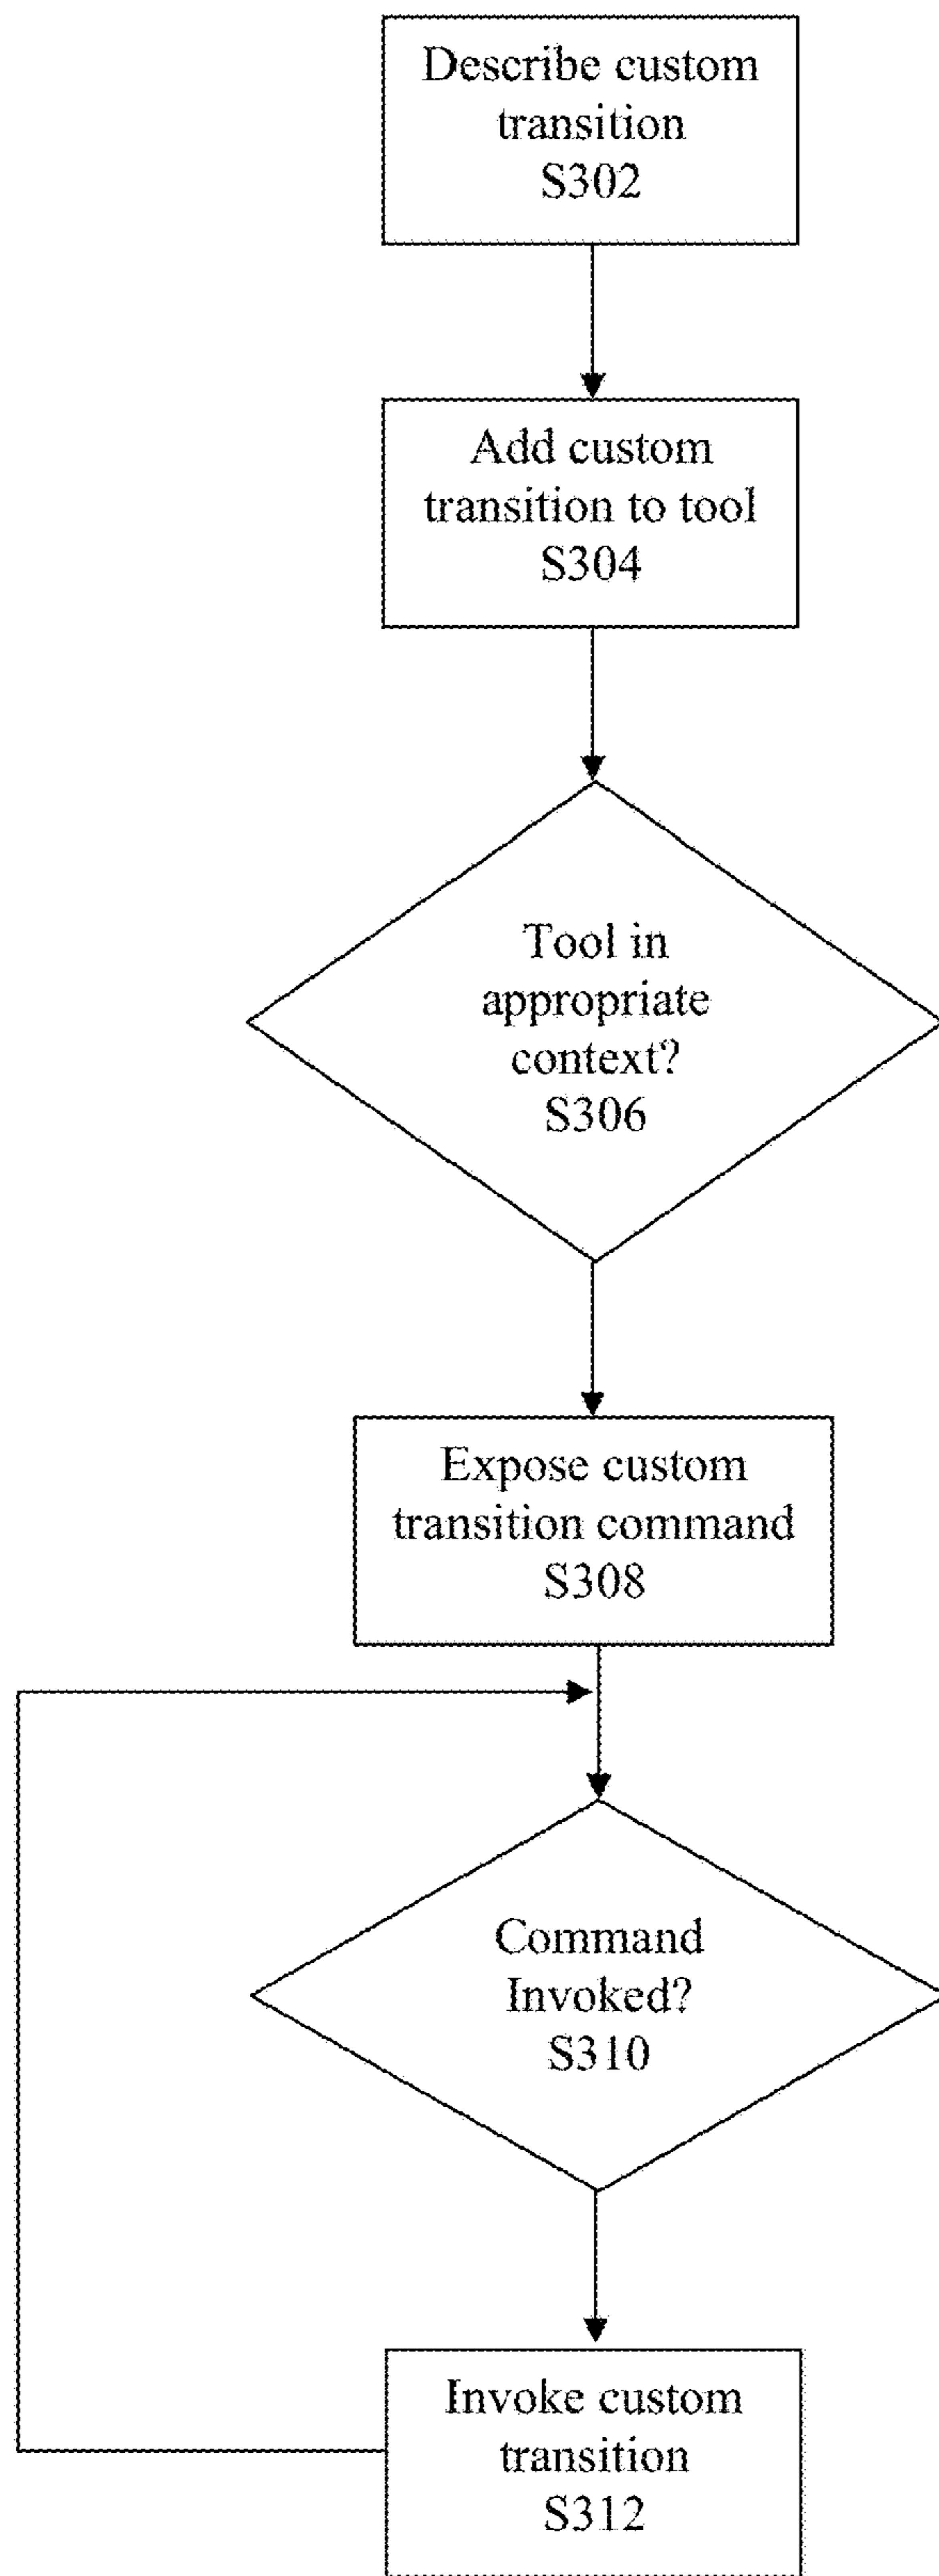 Describe custom
transition
S302
Add custom
transition to tool
S304
Tool in
appropriate
context?
S306
Expose custom
transition command
S308
Command
Invoked?
S310
Invoke custom
transition
S312